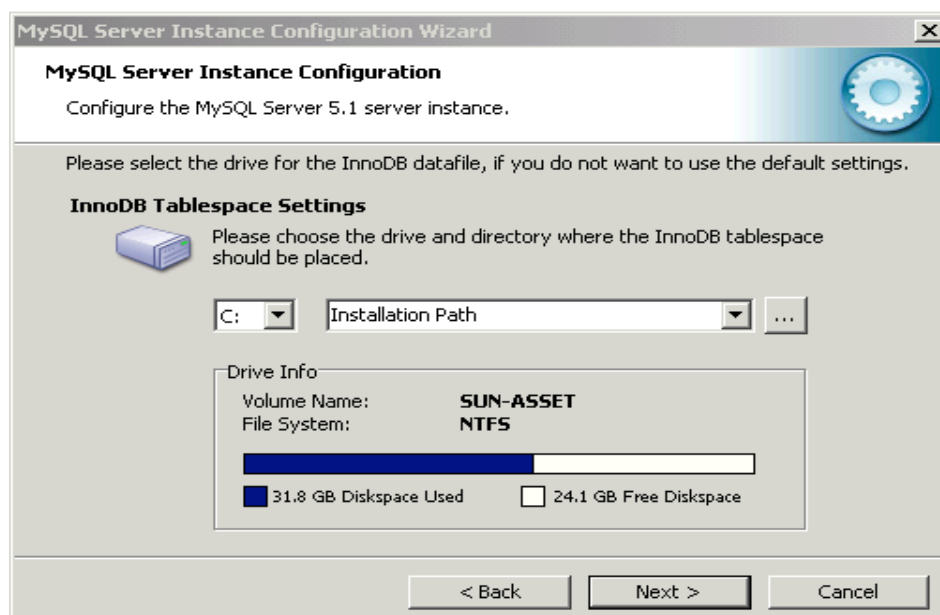 MySQL Server Instance Configuration Wizard
MySQL Server Instance Configuration
Configure the MySQL Server 5.1 server instance.
Please select the drive for the InnoDB datafile, if you do not want to use the default settings.
InnoDB Tablespace Settings
Please choose the drive and directory where the InnoDB tablespace
should be placed.
C: Installation Path ...
Drive Info
Volume Name: SUN-ASSET
File System: NTFS
31.8 GB Diskspace Used 24.1 GB Free Diskspace
< Back Next > Cancel